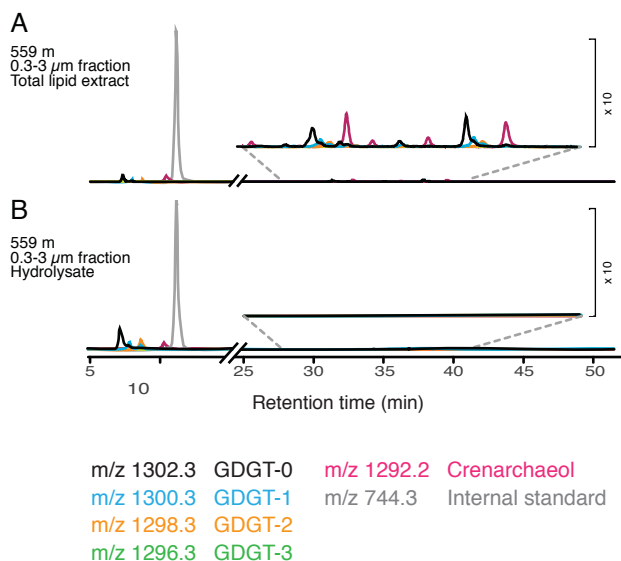 A
559 m
0.3-3 µm fraction
Total lipid extract
x 10
B
559 m
0.3-3 µm fraction
Hydrolysate
x 10
5 10 25 30 35 40 45 50
Retention time (min)
m/z 1302.3 GDGT-0 m/z 1292.2 Crenarchaeol
m/z 1300.3 GDGT-1 m/z 744.3 Internal standard
m/z 1298.3 GDGT-2
m/z 1296.3 GDGT-3